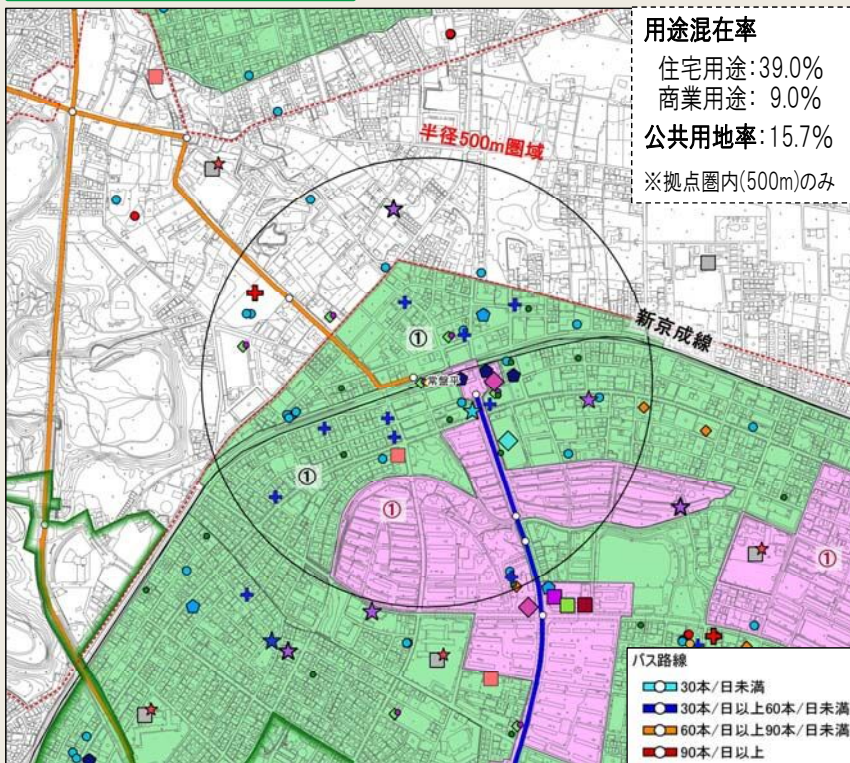 用途混在率
住宅用途:39.0%
商業用途: 9.0%
公共用地率:15.7%
※拠点圏内(500m)のみ
半径500m圏域
新京成線
①
常盤平
①
①
①
バス路線
30本/日未満
30本/日以上60本/日未満
60本/日以上90本/日未満
90本/日以上